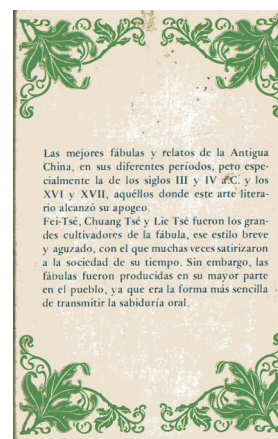 Las mejores fábulas y relatos de la Antigua
China, en sus diferentes períodos, pero espe-
cialmente la de los siglos III y IV a.C. y los
XVI y XVII, aquéllos donde este arte litera-
rio alcanzó su apogeo.
Fei-Tsé, Chuang Tsé y Lie Tsé fueron los gran-
des cultivadores de la fábula, ese estilo breve
y aguzado, con el que muchas veces satirizaron
a la sociedad de su tiempo. Sin embargo, las
fábulas fueron producidas en su mayor parte
en el pueblo, ya que era la forma más sencilla
de transmitir la sabiduría oral.